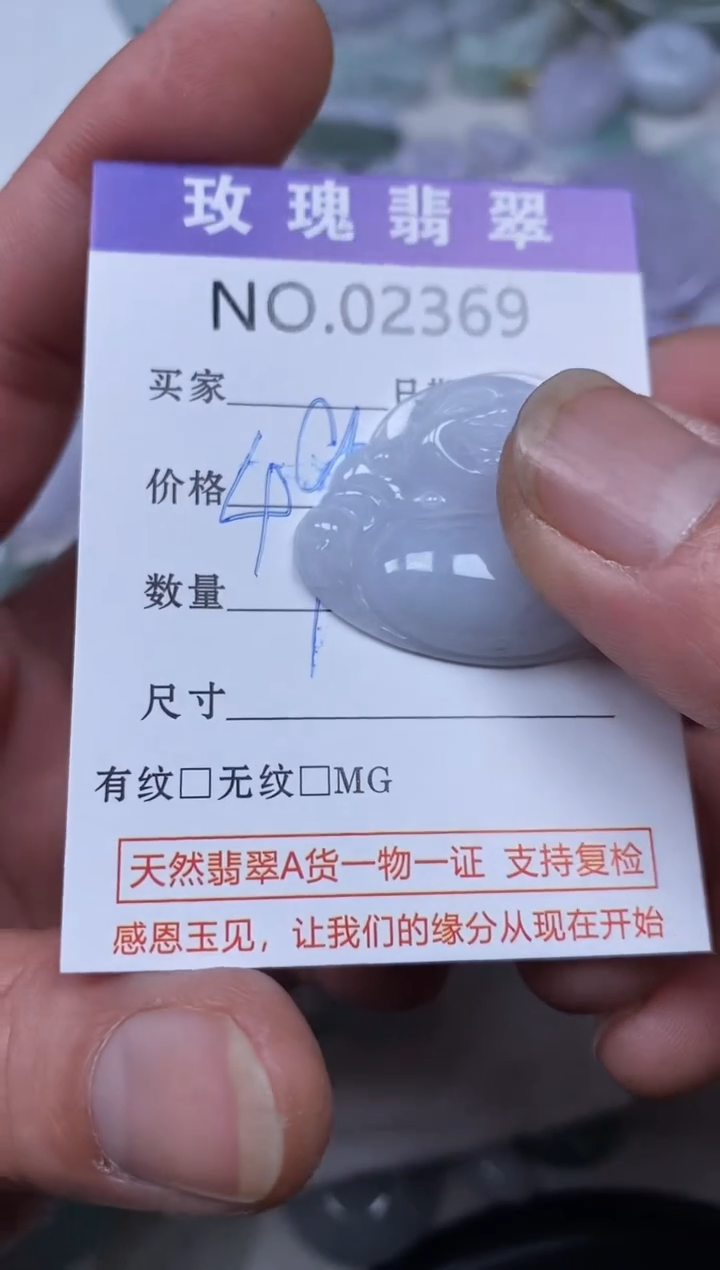 玫瑰翡翠
NO.02369
买家
价格
数量
尺寸
有纹□无纹□MG
天然翡翠A货一物一证 支持复检
感恩玉见，让我们的缘分从现在开始